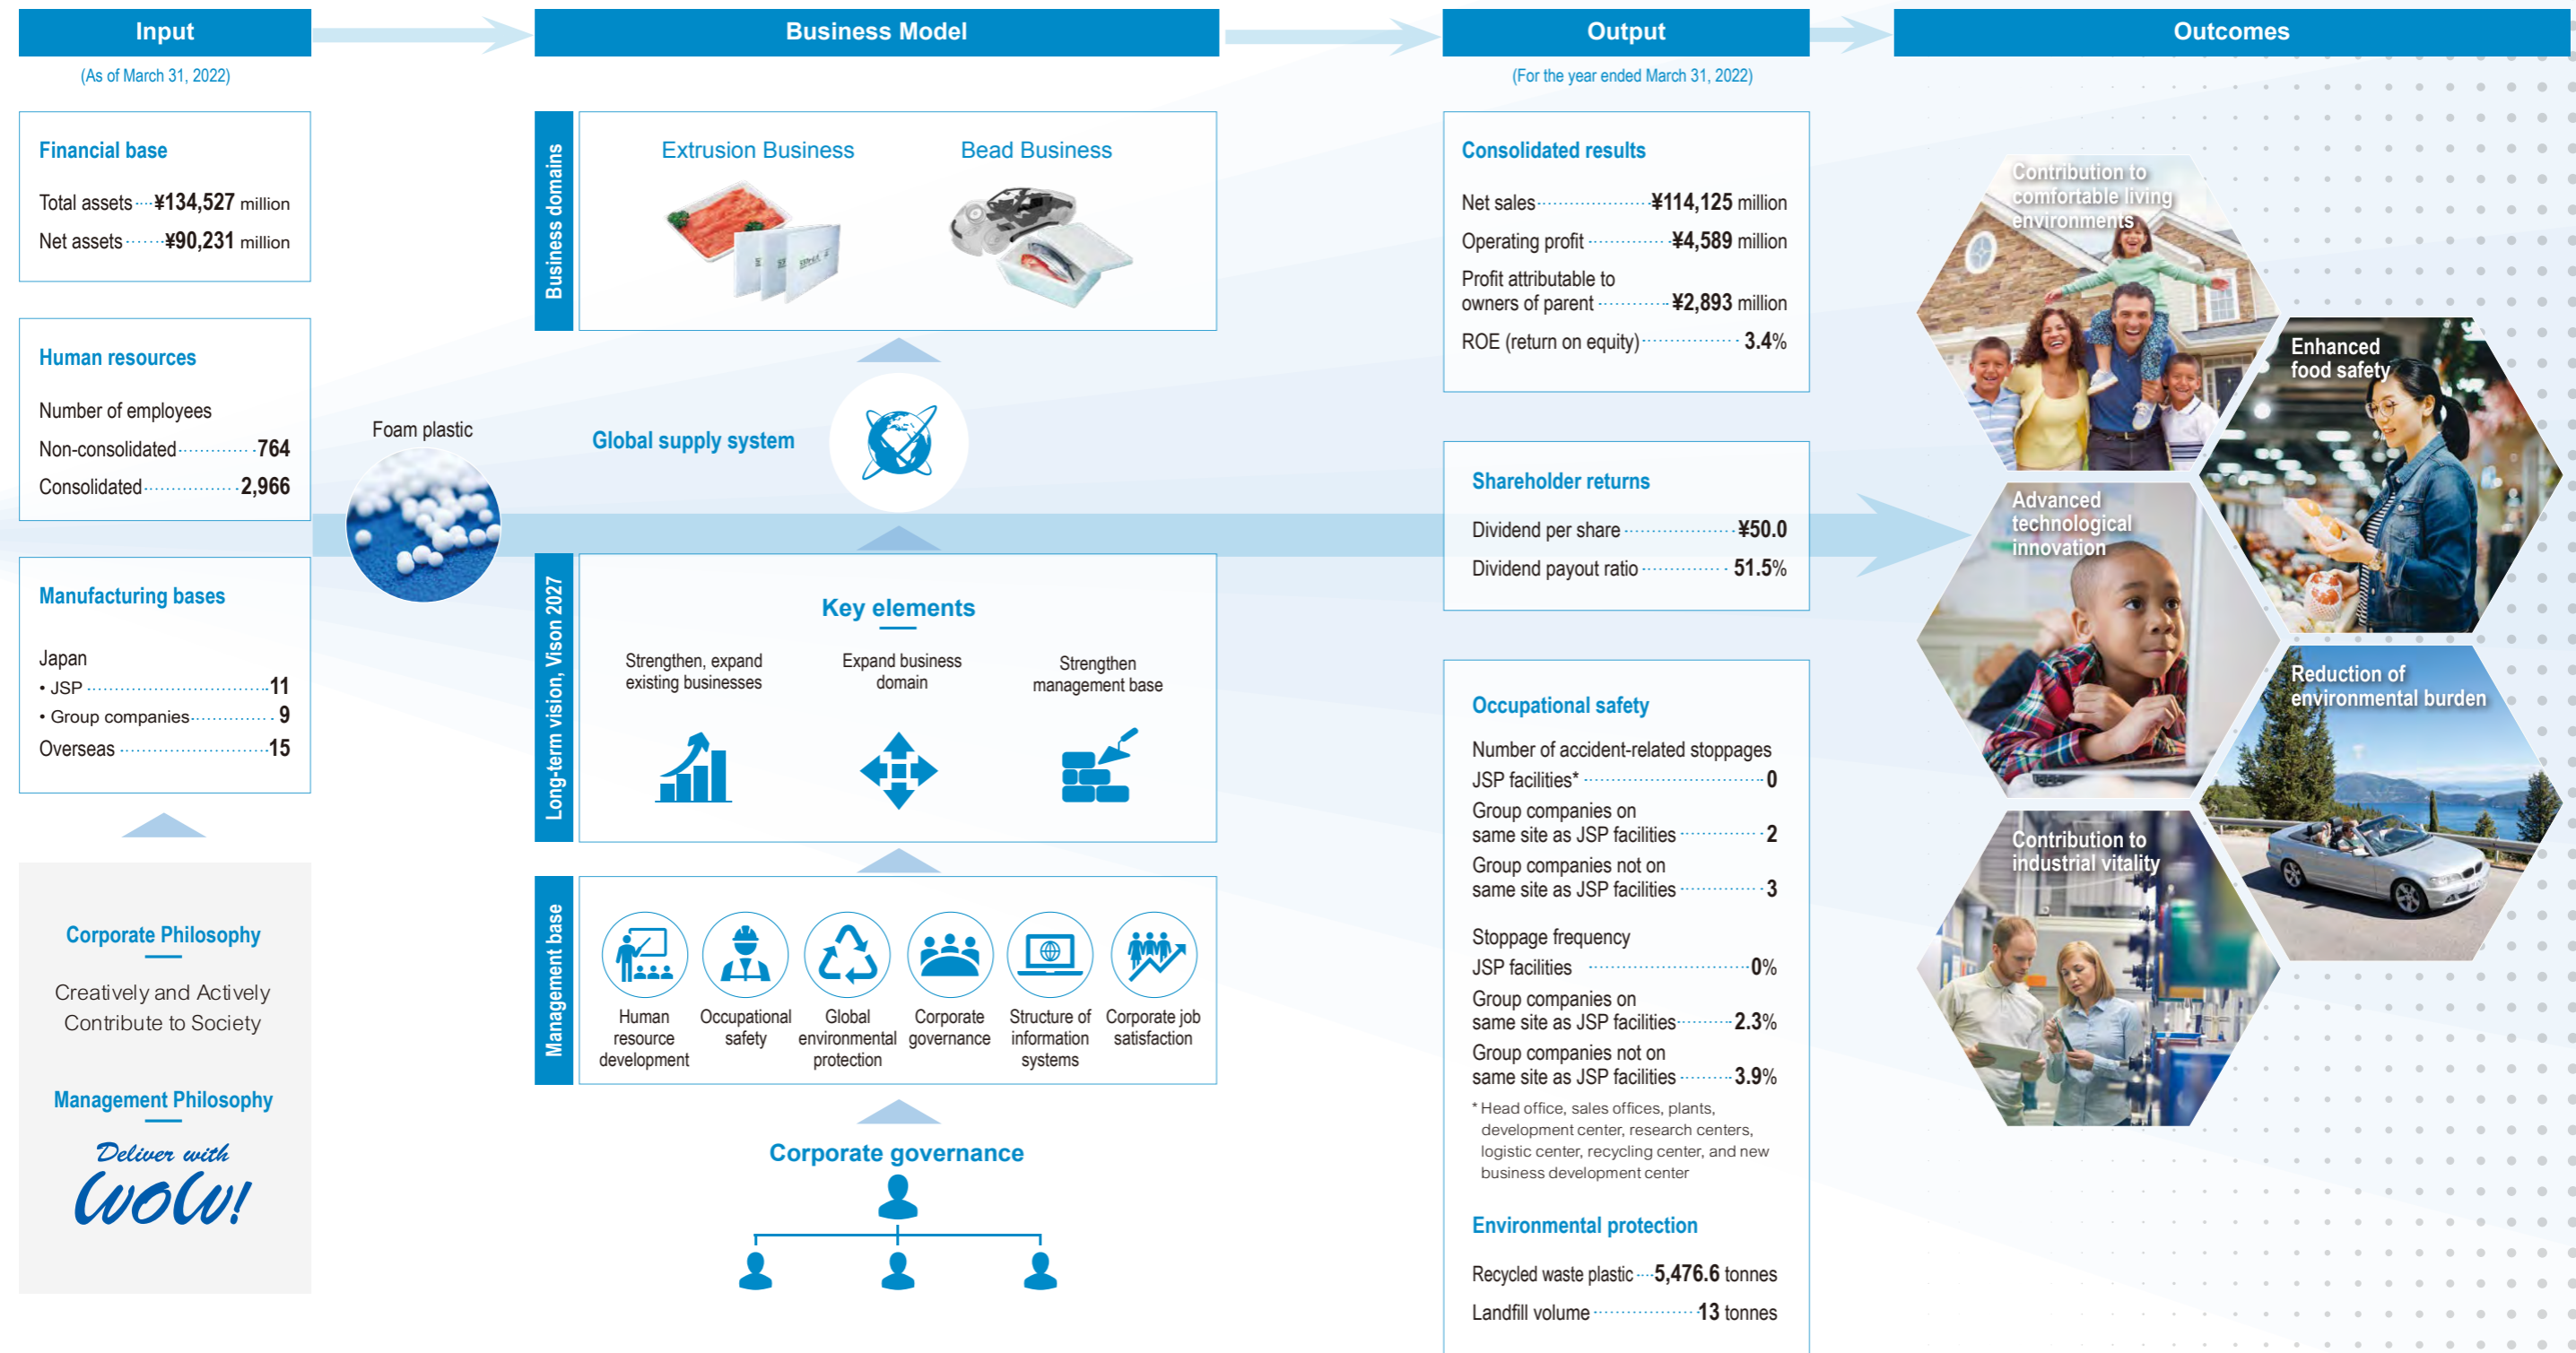 Input
Business Model
Output
Outcomes
(As of March 31, 2022)
(For the year ended March 31, 2022)
Financial base
Total assets ¥134,527 million
Net assets ¥90,231 million
Human resources
Number of employees
Non-consolidated 764
Consolidated 2,966
Manufacturing bases
Japan
• JSP 11
• Group companies 9
Overseas 15
Corporate Philosophy
Creatively and Actively
Contribute to Society
Management Philosophy
Deliver with
WOW!
Foam plastic
Business domains
Extrusion Business
Bead Business
Global supply system
Long-term vision, Vison 2027
Key elements
Strengthen, expand
existing businesses
Expand business
domain
Strengthen
management base
Management base
Human
resource
development
Occupational
safety
Global
environmental
protection
Corporate
governance
Structure of
information
systems
Corporate job
satisfaction
Corporate governance
Consolidated results
Net sales ¥114,125 million
Operating profit ¥4,589 million
Profit attributable to
owners of parent ¥2,893 million
ROE (return on equity) 3.4%
Shareholder returns
Dividend per share ¥50.0
Dividend payout ratio 51.5%
Occupational safety
Number of accident-related stoppages
JSP facilities* 0
Group companies on
same site as JSP facilities 2
Group companies not on
same site as JSP facilities 3
Stoppage frequency
JSP facilities 0%
Group companies on
same site as JSP facilities 2.3%
Group companies not on
same site as JSP facilities 3.9%
* Head office, sales offices, plants,
development center, research centers,
logistic center, recycling center, and new
business development center
Environmental protection
Recycled waste plastic 5,476.6 tonnes
Landfill volume 13 tonnes
Contribution to
comfortable living
environments
Enhanced
food safety
Advanced
technological
innovation
Reduction of
environmental burden
Contribution to
industrial vitality